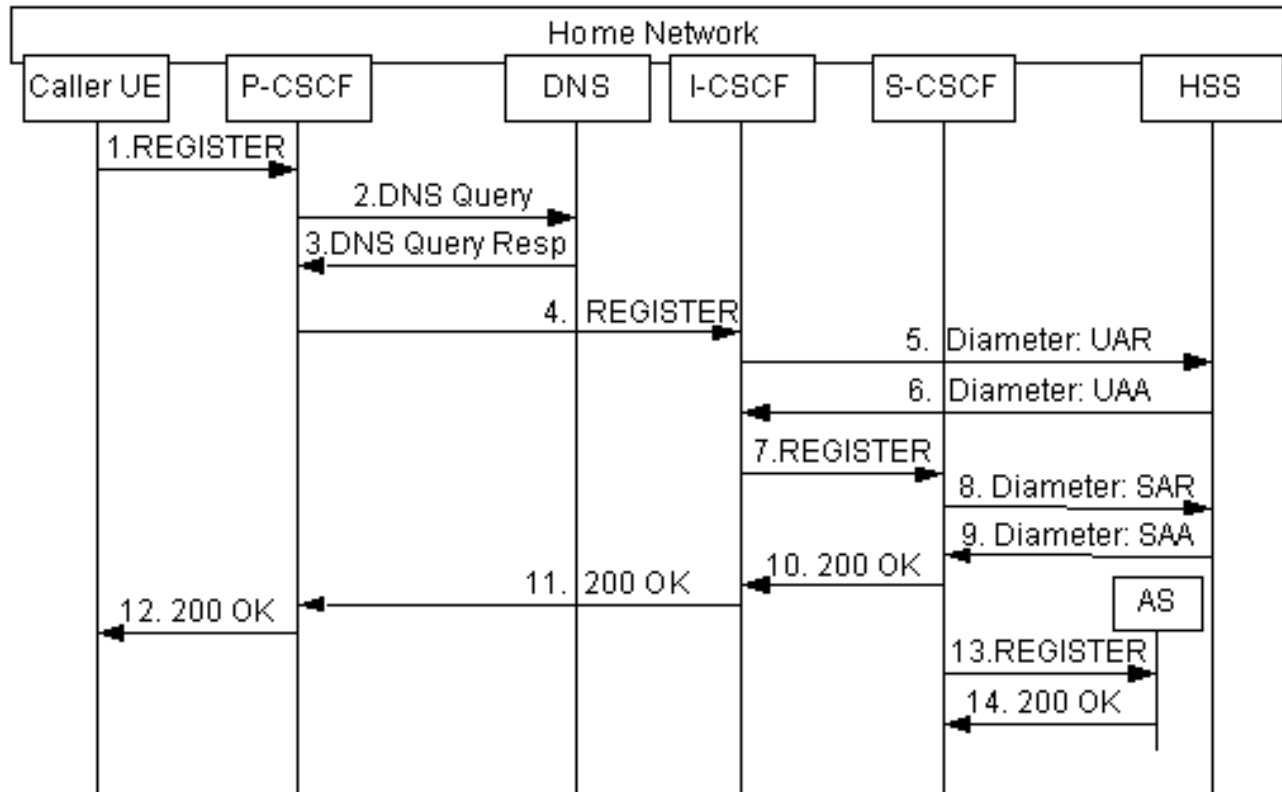 Home Network
Caller UE
P-CSCF
DNS
I-CSCF
S-CSCF
HSS
1.REGISTER
2.DNS Query
3.DNS Query Resp
4. REGISTER
5. Diameter: UAR
6. Diameter: UAA
7.REGISTER
8. Diameter: SAR
9. Diameter: SAA
10. 200 OK
11. 200 OK
12. 200 OK
AS
13.REGISTER
14. 200 OK